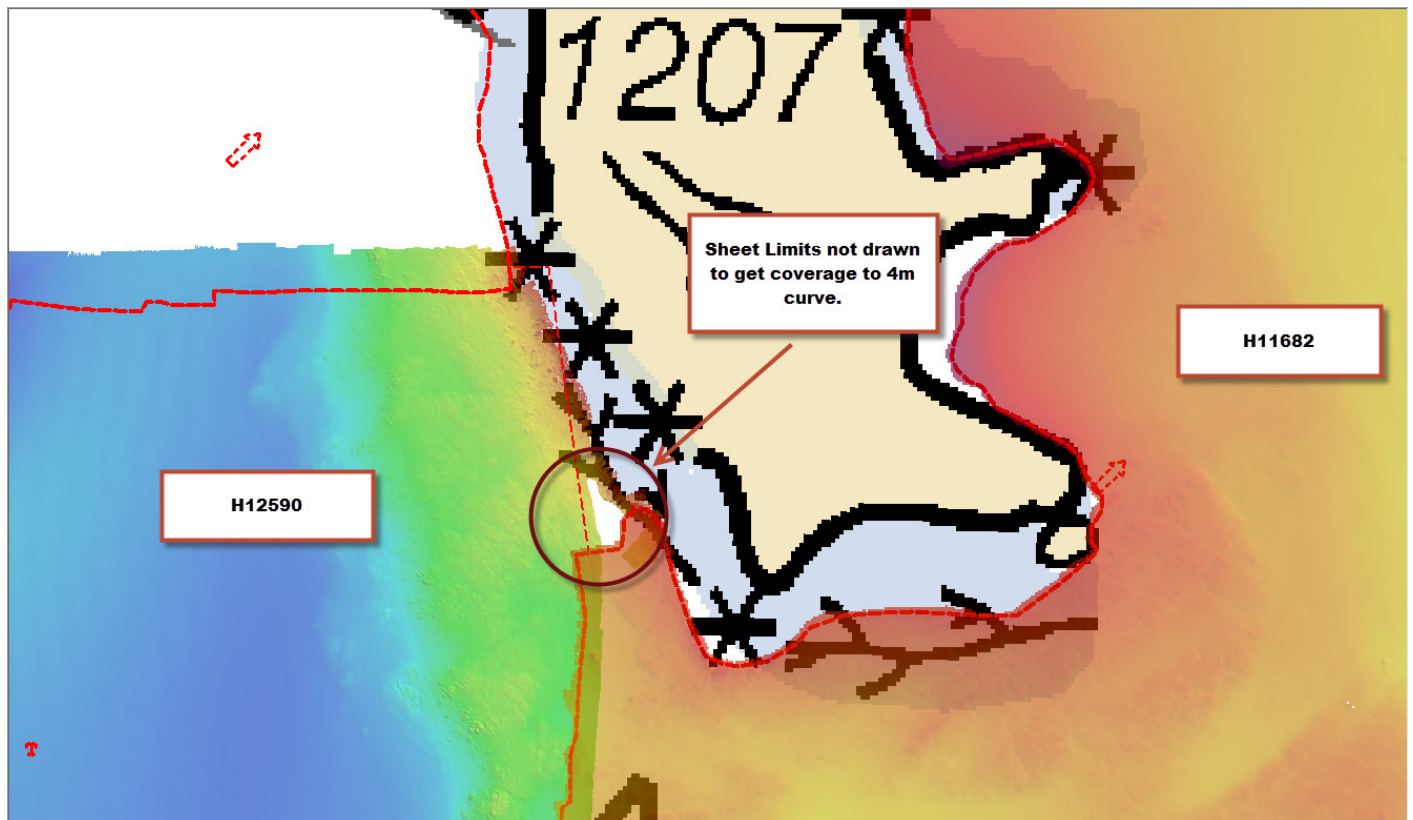 1207
Sheet Limits not drawn
to get coverage to 4m
curve.
H11682
H12590